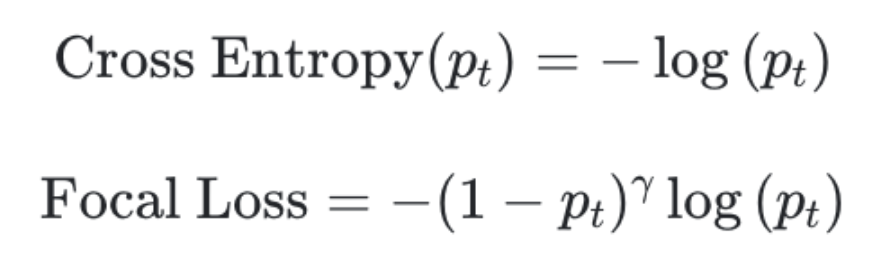 Cross Entropy(pₜ) = − log (pₜ)
Focal Loss = −(1 − pₜ)^γ log (pₜ)